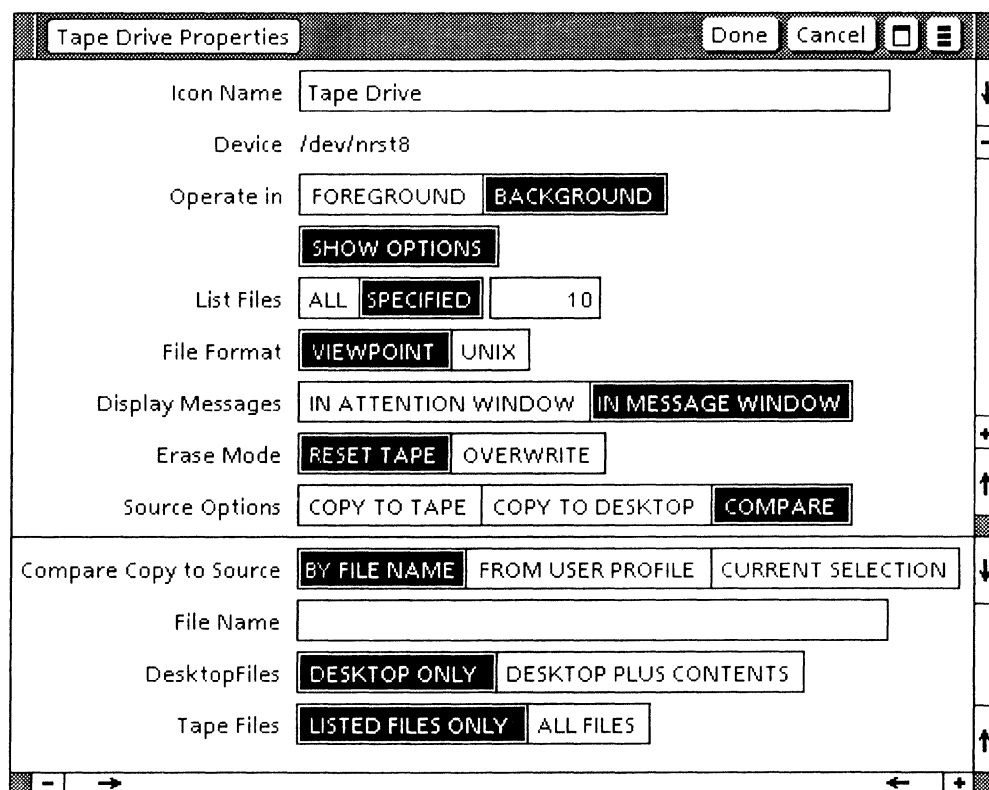 Tape Drive Properties Done Cancel
Icon Name Tape Drive
Device /dev/nrst8
Operate in FOREGROUND BACKGROUND
SHOW OPTIONS
List Files ALL SPECIFIED 10
File Format VIEWPOINT UNIX
Display Messages IN ATTENTION WINDOW IN MESSAGE WINDOW
Erase Mode RESET TAPE OVERWRITE
Source Options COPY TO TAPE COPY TO DESKTOP COMPARE
Compare Copy to Source BY FILE NAME FROM USER PROFILE CURRENT SELECTION
File Name
DesktopFiles DESKTOP ONLY DESKTOP PLUS CONTENTS
Tape Files LISTED FILES ONLY ALL FILES